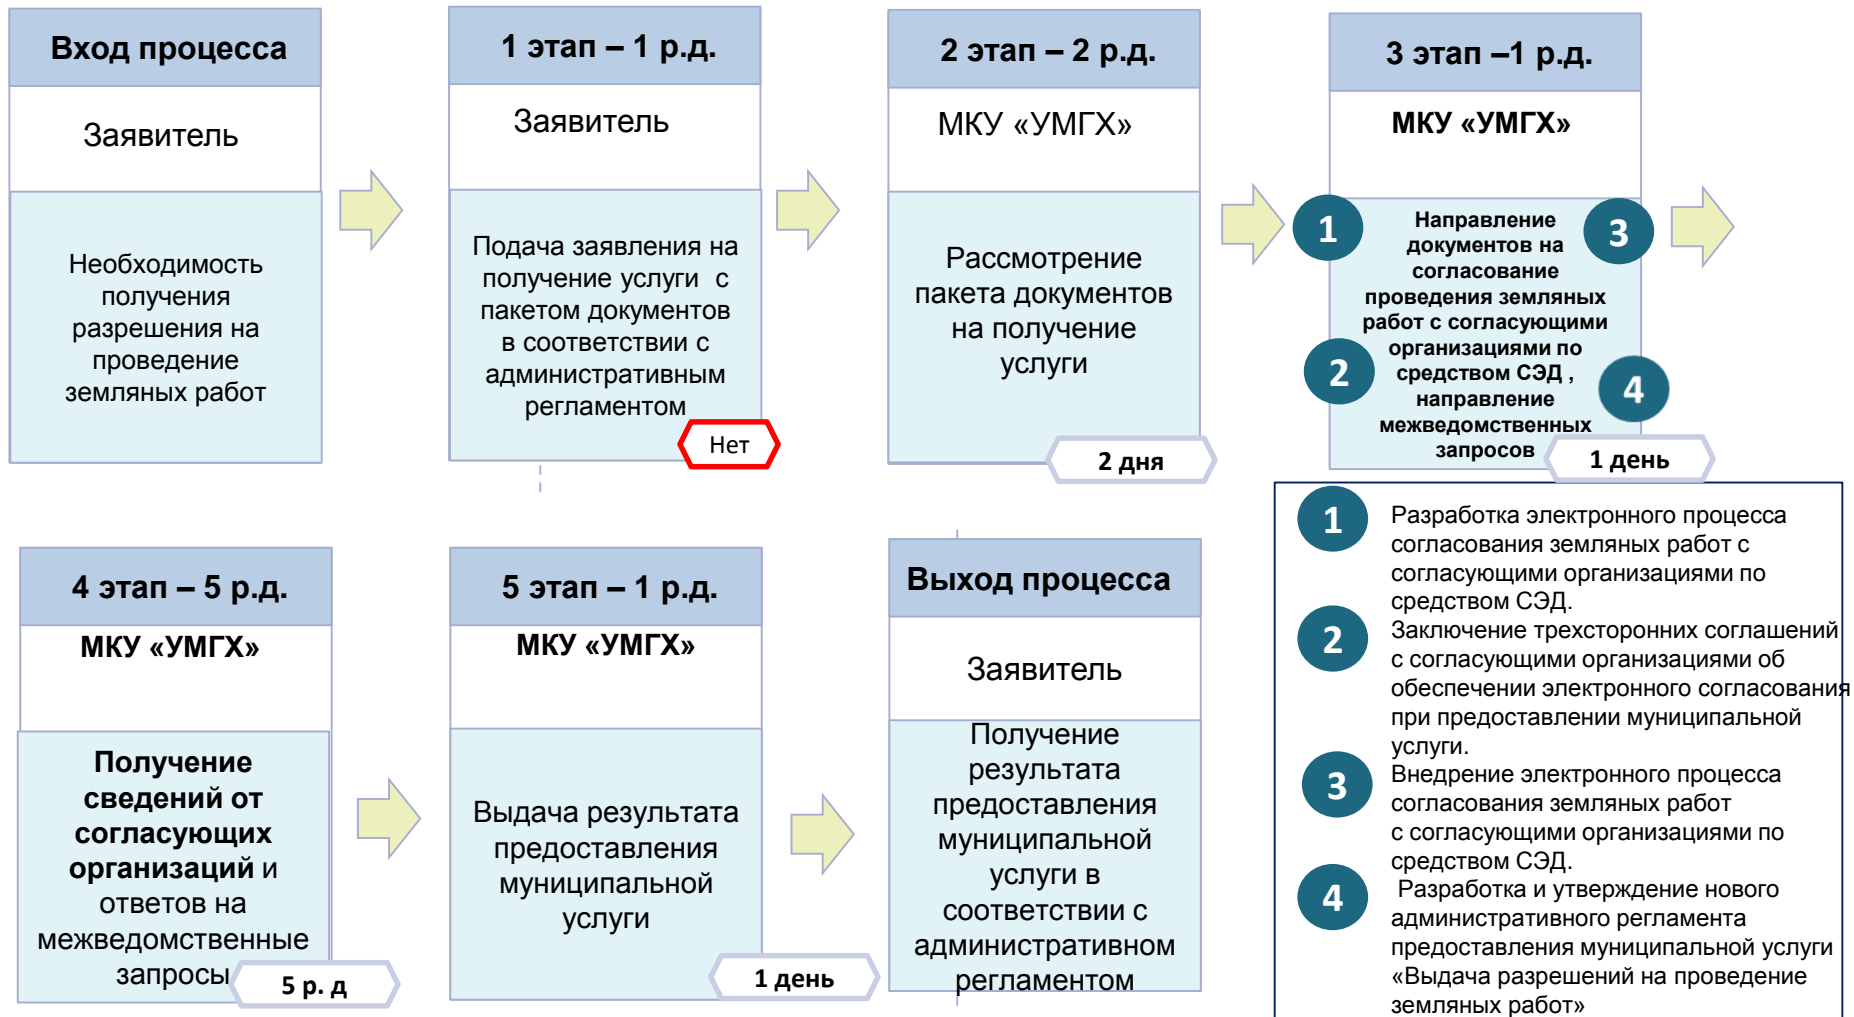 Вход процесса
Заявитель
Необходимость
получения
разрешения на
проведение
земляных работ
1 этап – 1 р.д.
Заявитель
Подача заявления на
получение услуги с
пакетом документов
в соответствии с
административным
регламентом
Нет
2 этап – 2 р.д.
МКУ «УМГХ»
Рассмотрение
пакета документов
на получение
услуги
2 дня
3 этап –1 р.д.
МКУ «УМГХ»
1
3
2
4
Направление
документов на
согласование
проведения земляных
работ с согласующими
организациями по
средством СЭД ,
направление
межведомственных
запросов
1 день
4 этап – 5 р.д.
МКУ «УМГХ»
Получение
сведений от
согласующих
организаций и
ответов на
межведомственные
запросы
5 р. д
5 этап – 1 р.д.
МКУ «УМГХ»
Выдача результата
предоставления
муниципальной
услуги
1 день
Выход процесса
Заявитель
Получение
результата
предоставления
муниципальной
услуги в
соответствии с
административном
регламентом
1 Разработка электронного процесса
согласования земляных работ с
согласующими организациями по
средством СЭД.
2 Заключение трехсторонних соглашений
с согласующими организациями об
обеспечении электронного согласования
при предоставлении муниципальной
услуги.
3 Внедрение электронного процесса
согласования земляных работ
с согласующими организациями по
средством СЭД.
4 Разработка и утверждение нового
административного регламента
предоставления муниципальной услуги
«Выдача разрешений на проведение
земляных работ»